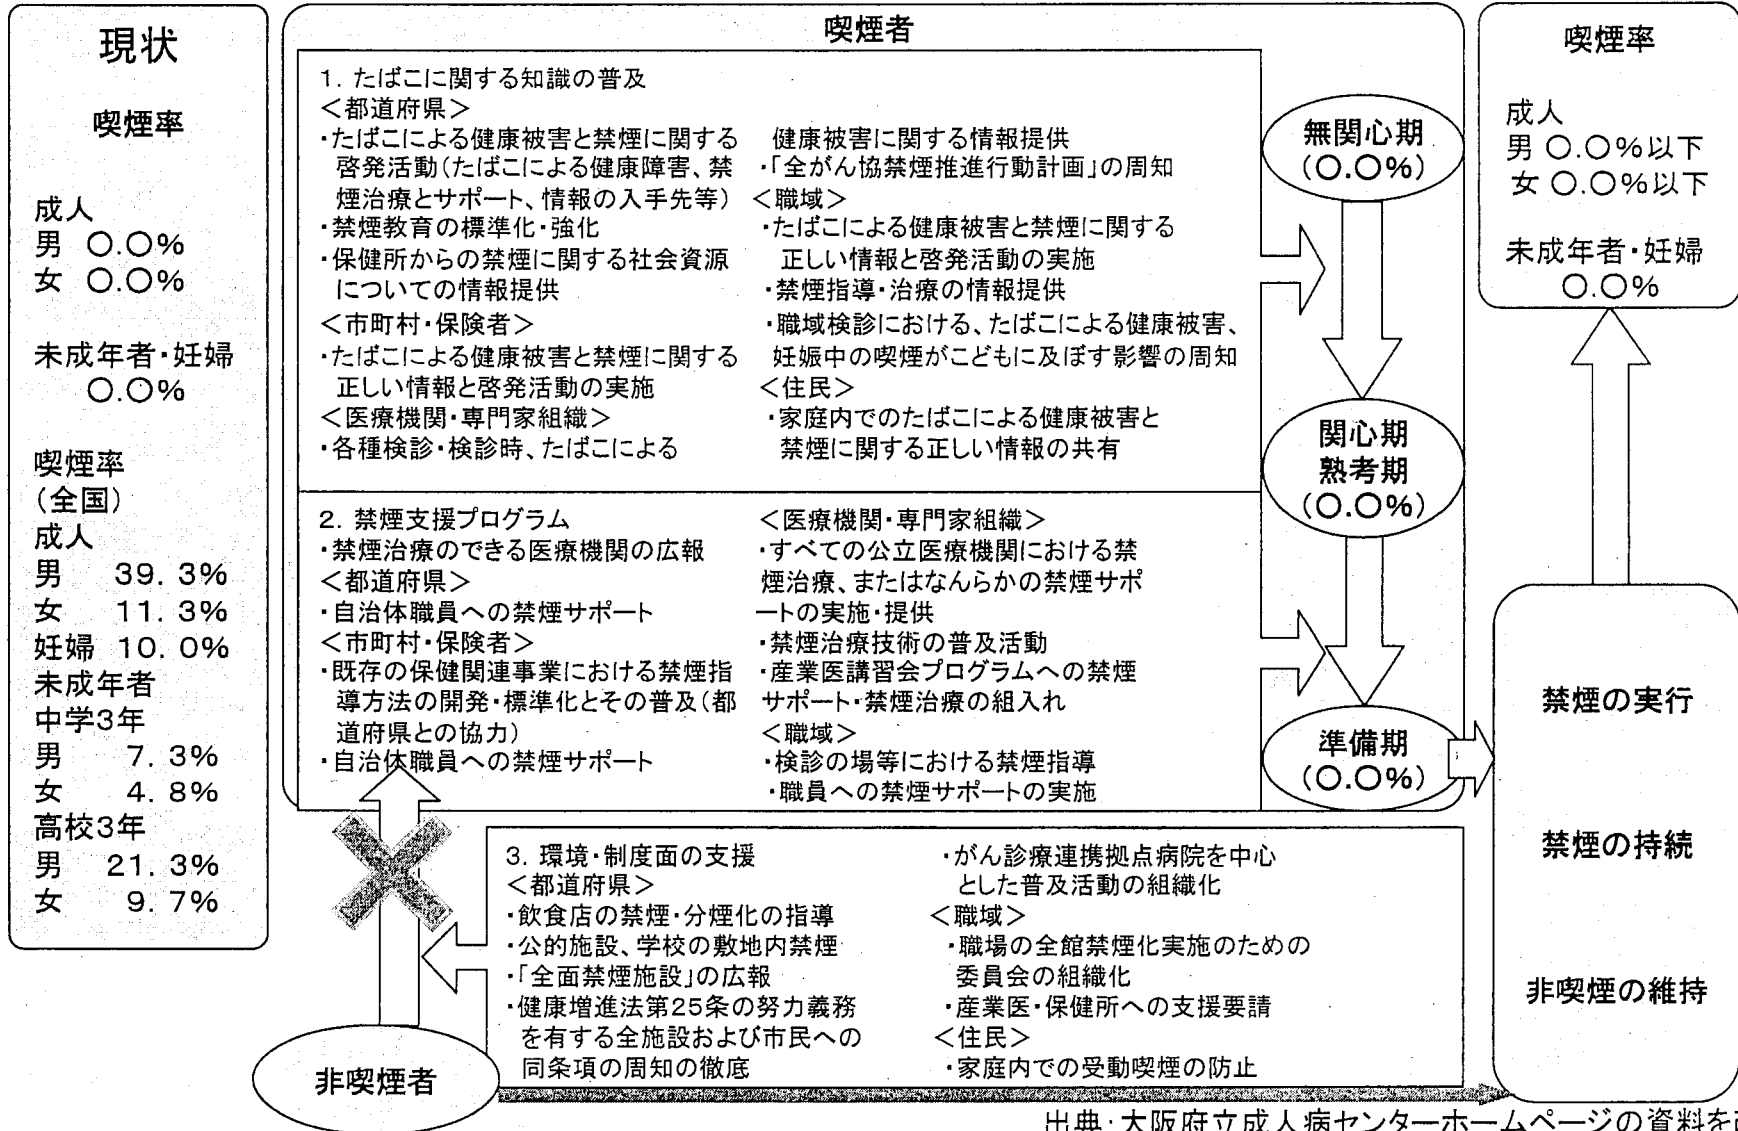 現状
喫煙率
成人
男 〇.〇%
女 〇.〇%
未成年者・妊婦
〇.〇%
喫煙率
(全国)
成人
男 39.3%
女 11.3%
妊婦 10.0%
未成年者
中学3年
男 7.3%
女 4.8%
高校3年
男 21.3%
女 9.7%
喫煙者
1. たばこに関する知識の普及
<都道府県>
・たばこによる健康被害と禁煙に関する
啓発活動(たばこによる健康障害、禁
煙治療とサポート、情報の入手先等)
・禁煙教育の標準化・強化
・保健所からの禁煙に関する社会資源
についての情報提供
<市町村・保険者>
・たばこによる健康被害と禁煙に関する
正しい情報と啓発活動の実施
<医療機関・専門家組織>
・各種検診・検診時、たばこによる
健康被害に関する情報提供
・「全がん協禁煙推進行動計画」の周知
<職域>
・たばこによる健康被害と禁煙に関する
正しい情報と啓発活動の実施
・禁煙指導・治療の情報提供
・職域検診における、たばこによる健康被害、
妊娠中の喫煙がこどもに及ぼす影響の周知
<住民>
・家庭内でのたばこによる健康被害と
禁煙に関する正しい情報の共有
2. 禁煙支援プログラム
・禁煙治療のできる医療機関の広報
<都道府県>
・自治体職員への禁煙サポート
<市町村・保険者>
・既存の保健関連事業における禁煙指
導方法の開発・標準化とその普及(都
道府県との協力)
・自治体職員への禁煙サポート
<医療機関・専門家組織>
・すべての公立医療機関における禁
煙治療、またはなんらかの禁煙サポ
ートの実施・提供
・禁煙治療技術の普及活動
・産業医講習会プログラムへの禁煙
サポート・禁煙治療の組入れ
<職域>
・検診の場等における禁煙指導
・職員への禁煙サポートの実施
無関心期
(〇.〇%)
関心期
熟考期
(〇.〇%)
準備期
(〇.〇%)
3. 環境・制度面の支援
<都道府県>
・飲食店の禁煙・分煙化の指導
・公的施設、学校の敷地内禁煙
・「全面禁煙施設」の広報
・健康増進法第25条の努力義務
を有する全施設および市民への
同条項の周知の徹底
・がん診療連携拠点病院を中心
とした普及活動の組織化
<職域>
・職場の全館禁煙化実施のための
委員会の組織化
・産業医・保健所への支援要請
<住民>
・家庭内での受動喫煙の防止
非喫煙者
喫煙率
成人
男 〇.〇%以下
女 〇.〇%以下
未成年者・妊婦
〇.〇%
禁煙の実行
禁煙の持続
非喫煙の維持
出典:大阪府立成人病センターホームページの資料を